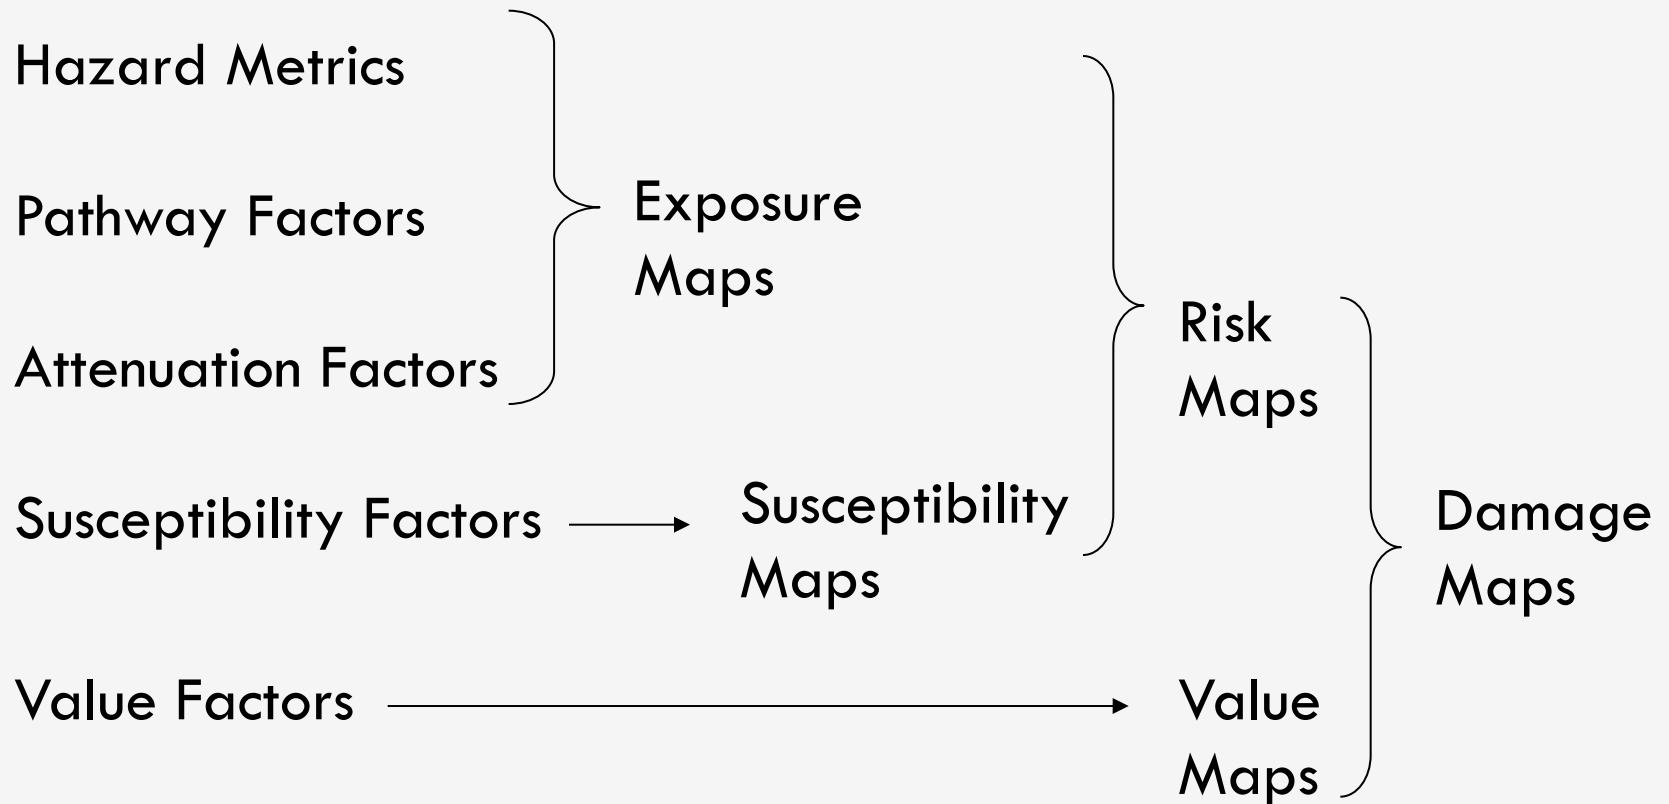 Hazard Metrics
Pathway Factors
Attenuation Factors
Susceptibility Factors
Value Factors
Exposure
Maps
Susceptibility
Maps
Risk
Maps
Value
Maps
Damage
Maps